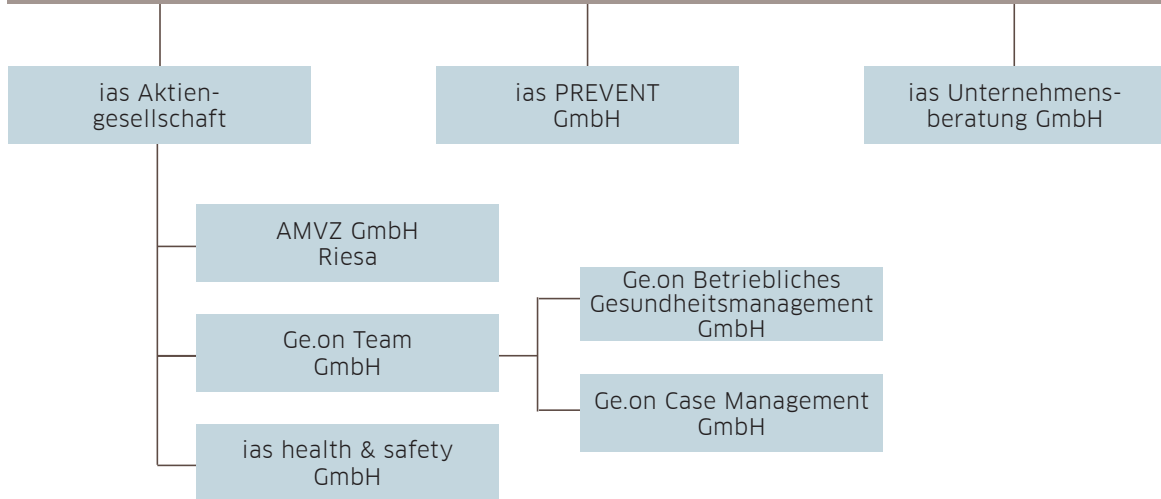 ias Aktien-
gesellschaft
ias PREVENT
GmbH
ias Unternehmens-
beratung GmbH
AMVZ GmbH
Riesa
Ge.on Team
GmbH
Ge.on Betriebliches
Gesundheitsmanagement
GmbH
Ge.on Case Management
GmbH
ias health & safety
GmbH